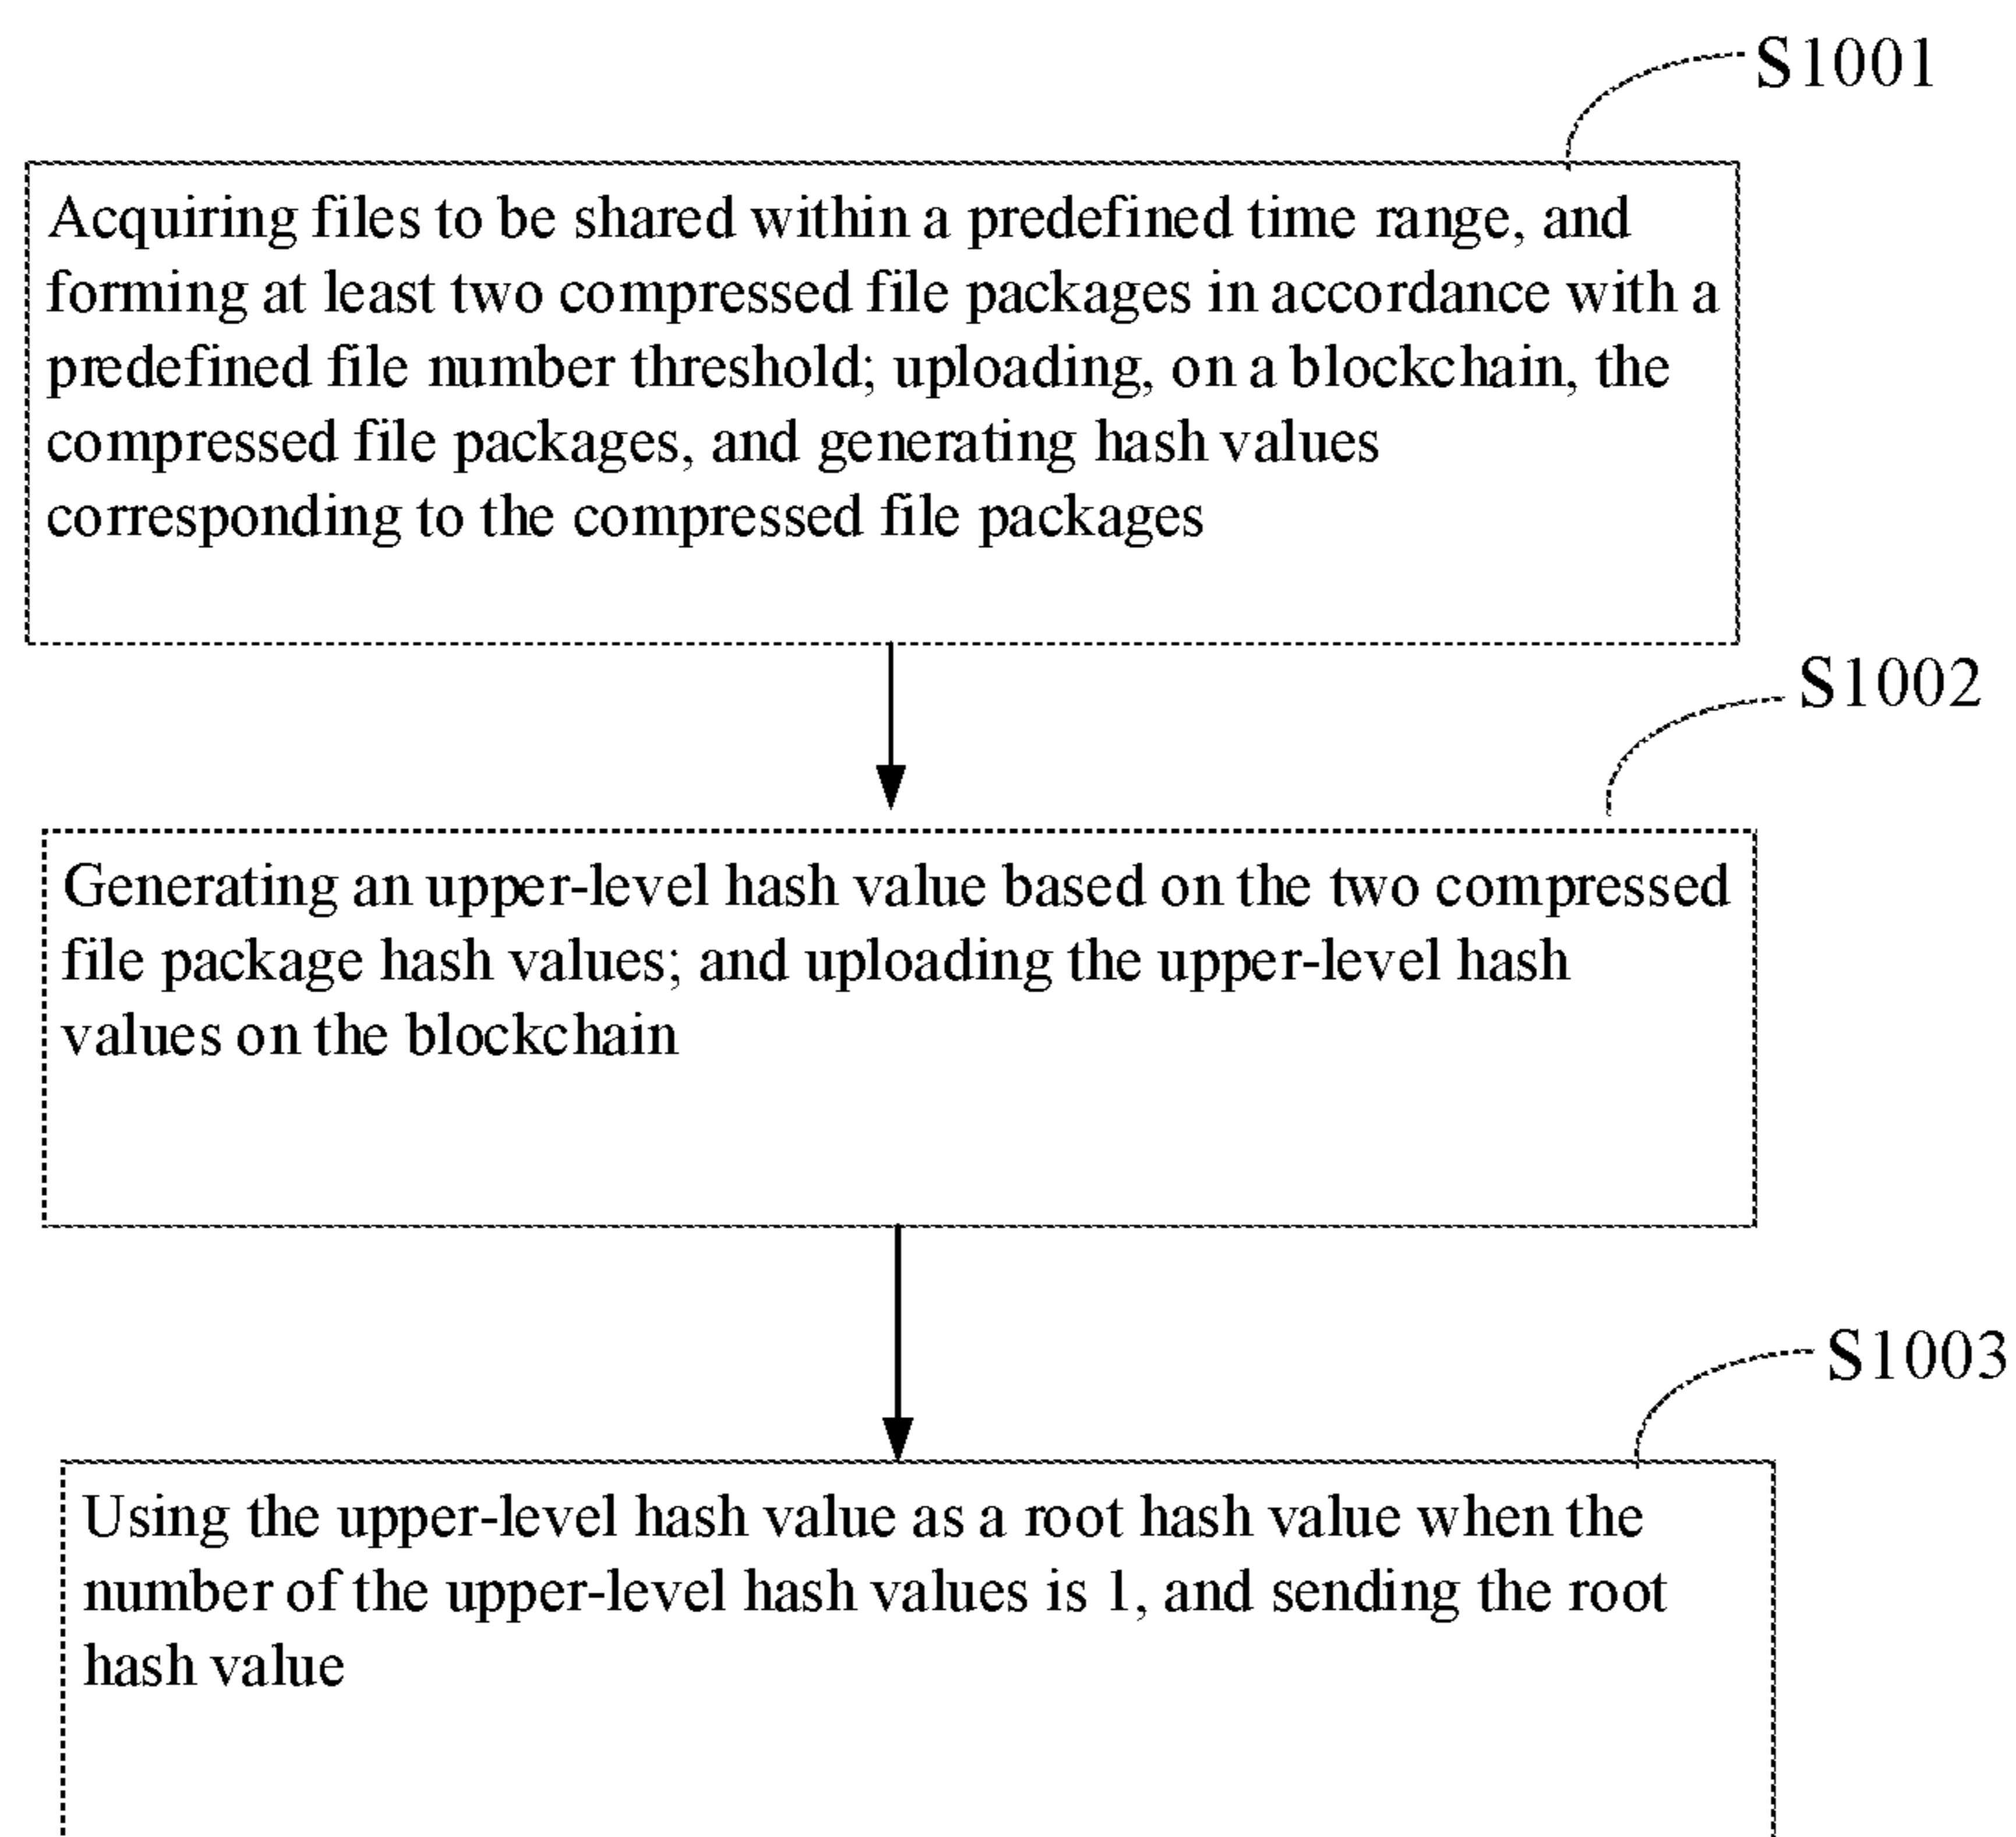 S1001
Acquiring files to be shared within a predefined time range, and
forming at least two compressed file packages in accordance with a
predefined file number threshold; uploading, on a blockchain, the
compressed file packages, and generating hash values
corresponding to the compressed file packages
S1002
Generating an upper-level hash value based on the two compressed
file package hash values; and uploading the upper-level hash
values on the blockchain
S1003
Using the upper-level hash value as a root hash value when the
number of the upper-level hash values is 1, and sending the root
hash value